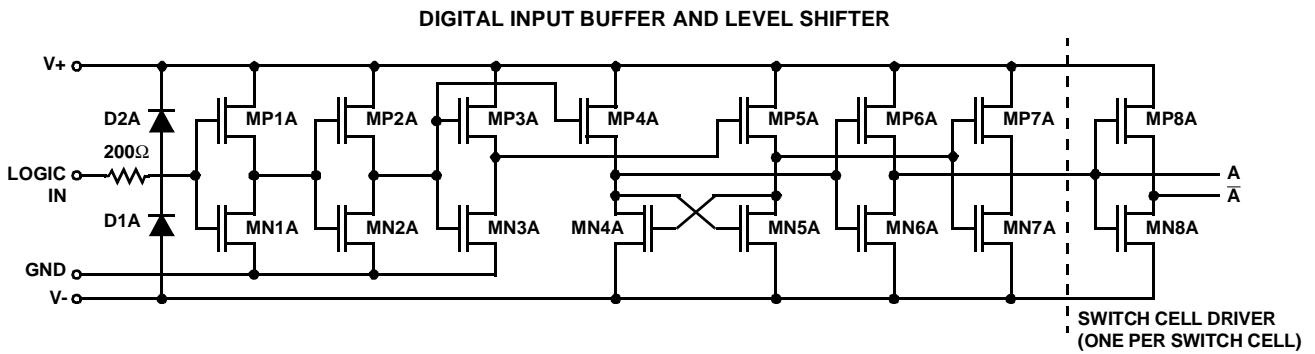 DIGITAL INPUT BUFFER AND LEVEL SHIFTER
V+
D2A
MP1A
MP2A
MP3A
MP4A
MP5A
MP6A
MP7A
MP8A
200Ω
LOGIC
IN
A
A̅
D1A
MN1A
MN2A
MN3A
MN4A
MN5A
MN6A
MN7A
MN8A
GND
V-
SWITCH CELL DRIVER
(ONE PER SWITCH CELL)